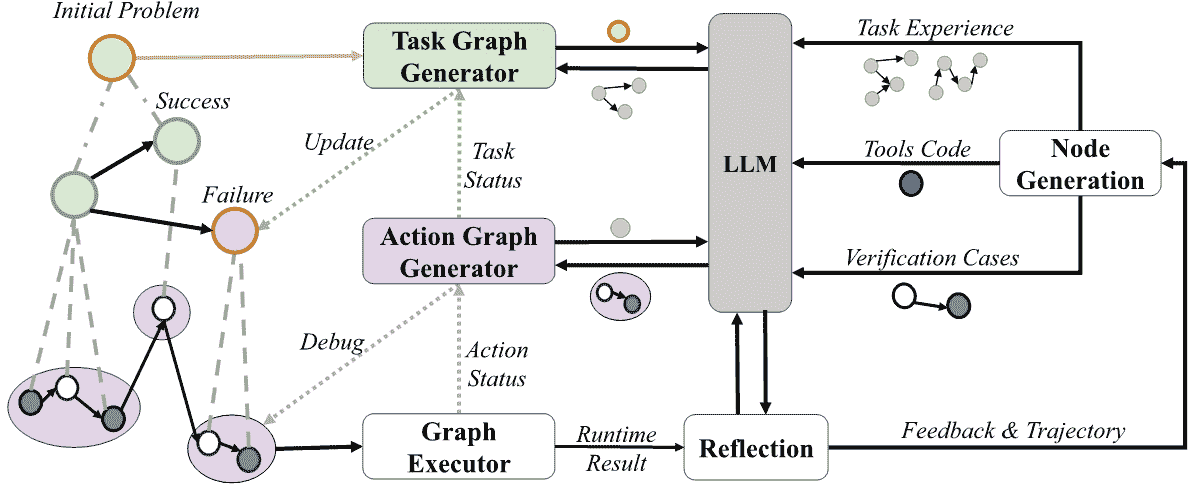 Initial Problem
Task Graph
Generator
Task Experience
Success
Update
Task
Status
LLM
Tools Code
Node
Generation
Failure
Action Graph
Generator
Verification Cases
Debug
Action
Status
Graph
Executor
Runtime
Result
Reflection
Feedback & Trajectory